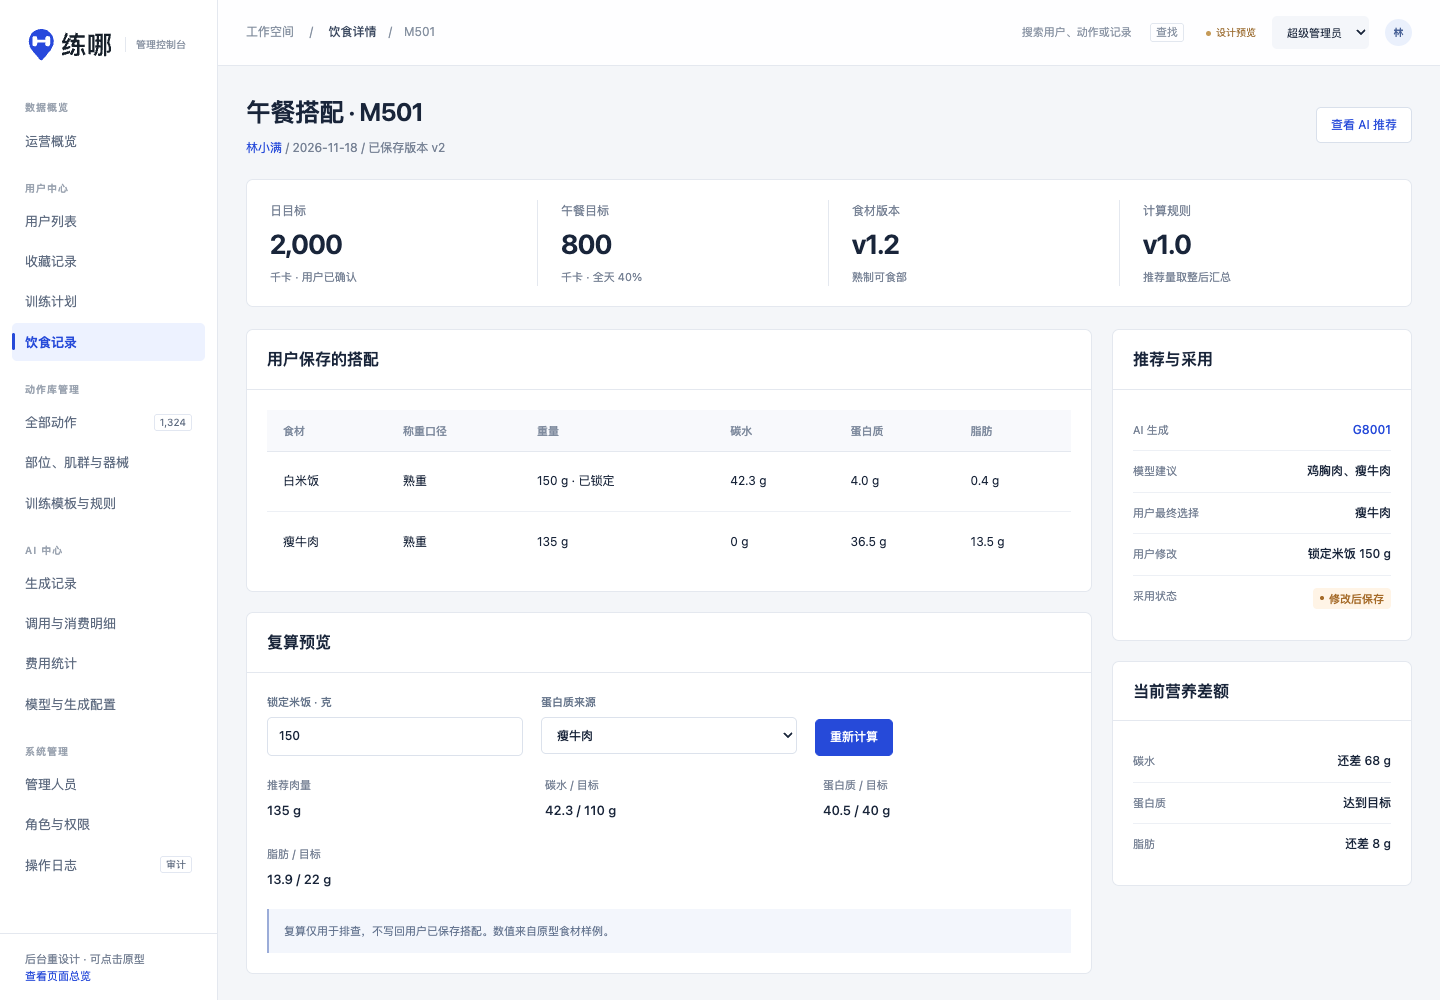 练哪 管理控制台
数据概览
运营概览
用户中心
用户列表
收藏记录
训练计划
饮食记录
动作库管理
全部动作 1,324
部位、肌群与器械
训练模板与规则
AI 中心
生成记录
调用与消费明细
费用统计
模型与生成配置
系统管理
管理人员
角色与权限
操作日志 审计
后台重设计 · 可点击原型
查看页面总览
工作空间 / 饮食详情 / M501
搜索用户、动作或记录 查找 设计预览 超级管理员 林
午餐搭配 · M501
林小满 / 2026-11-18 / 已保存版本 v2
查看 AI 推荐
日目标
2,000
千卡 · 用户已确认
午餐目标
800
千卡 · 全天 40%
食材版本
v1.2
熟制可食部
计算规则
v1.0
推荐量取整后汇总
用户保存的搭配
食材 称重口径 重量 碳水 蛋白质 脂肪
白米饭 熟重 150 g · 已锁定 42.3 g 4.0 g 0.4 g
瘦牛肉 熟重 135 g 0 g 36.5 g 13.5 g
复算预览
锁定米饭 · 克
150
蛋白质来源
瘦牛肉
重新计算
推荐肉量
135 g
碳水 / 目标
42.3 / 110 g
蛋白质 / 目标
40.5 / 40 g
脂肪 / 目标
13.9 / 22 g
复算仅用于排查，不写回用户已保存搭配。数值来自原型食材样例。
推荐与采用
AI 生成 G8001
模型建议 鸡胸肉、瘦牛肉
用户最终选择 瘦牛肉
用户修改 锁定米饭 150 g
采用状态 修改后保存
当前营养差额
碳水 还差 68 g
蛋白质 达到目标
脂肪 还差 8 g